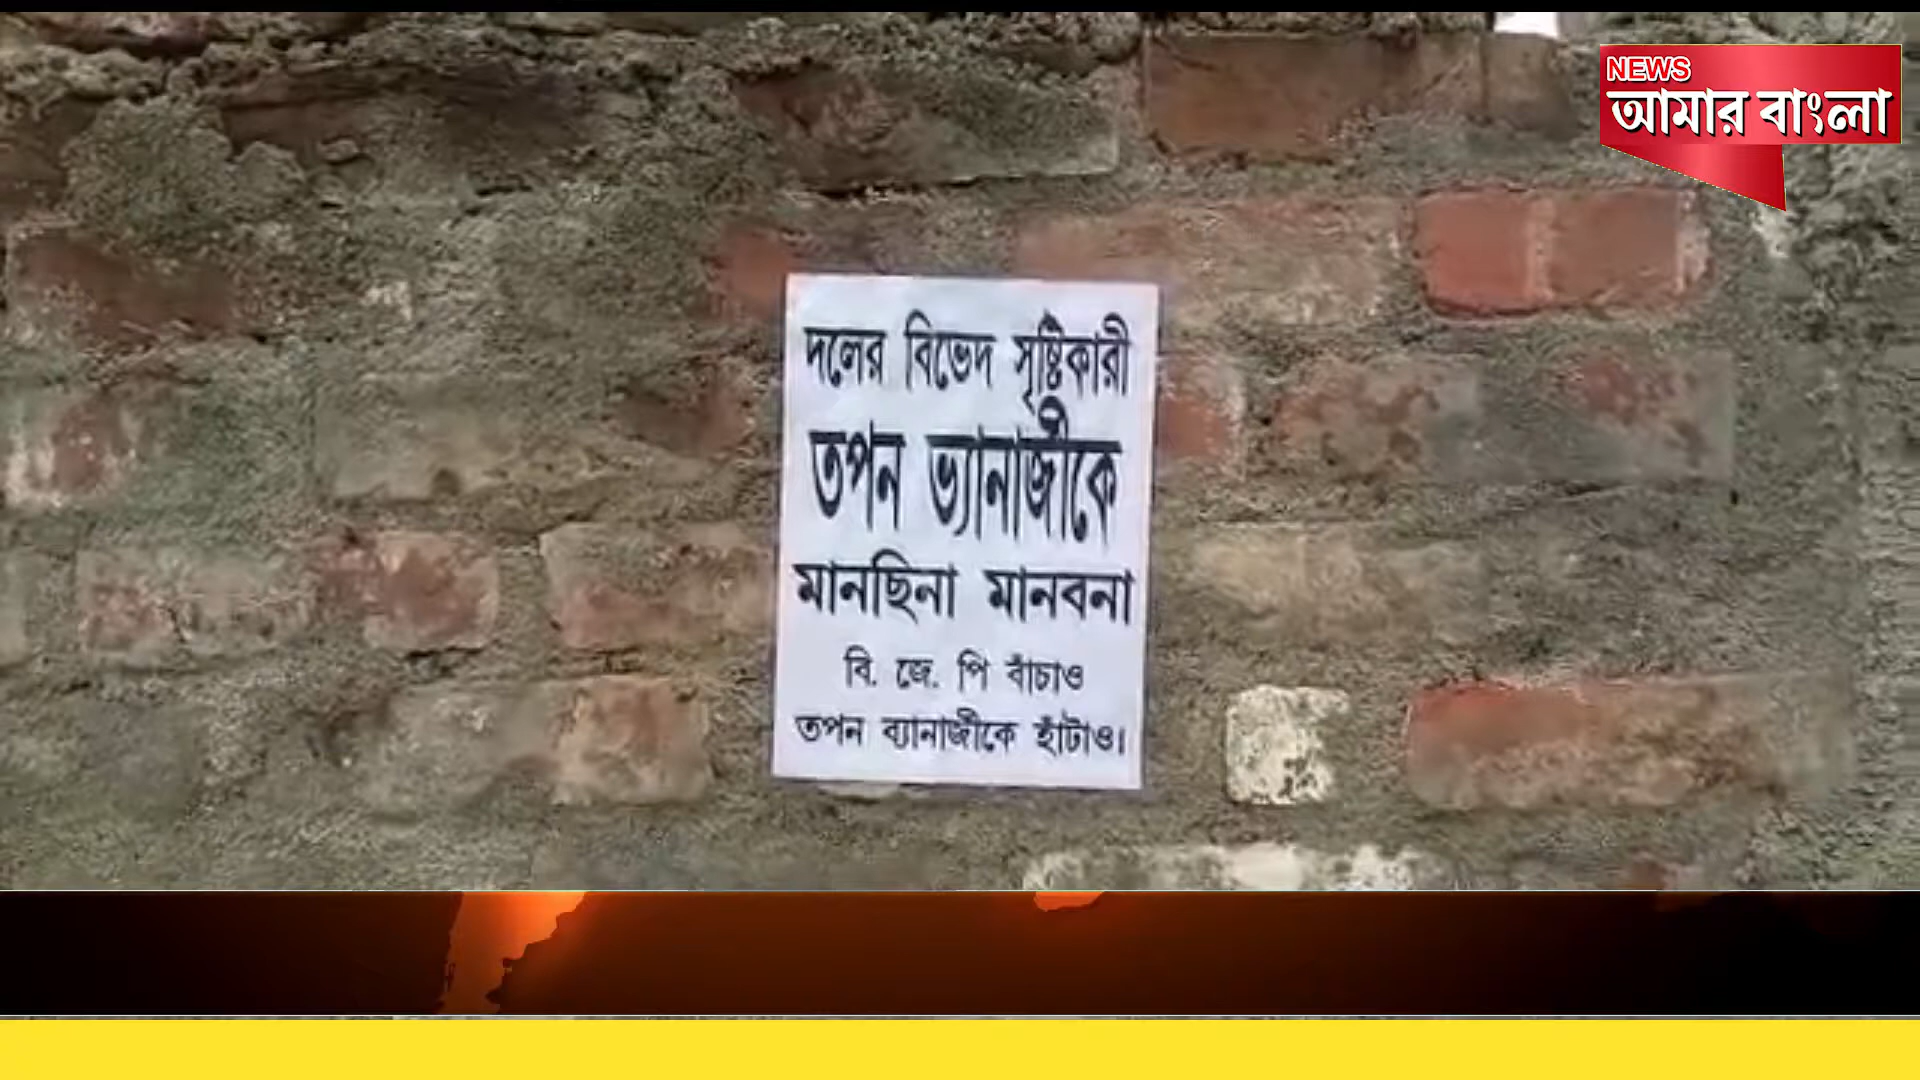 NEWS
আমার বাংলা
দলের বিভেদ সৃষ্টিকারী
তপন ভ্যানার্জীকে
মানছিনা মানবনা
বি. জে. পি বাঁচাও
তপন ব্যানার্জীকে হাঁটাও।